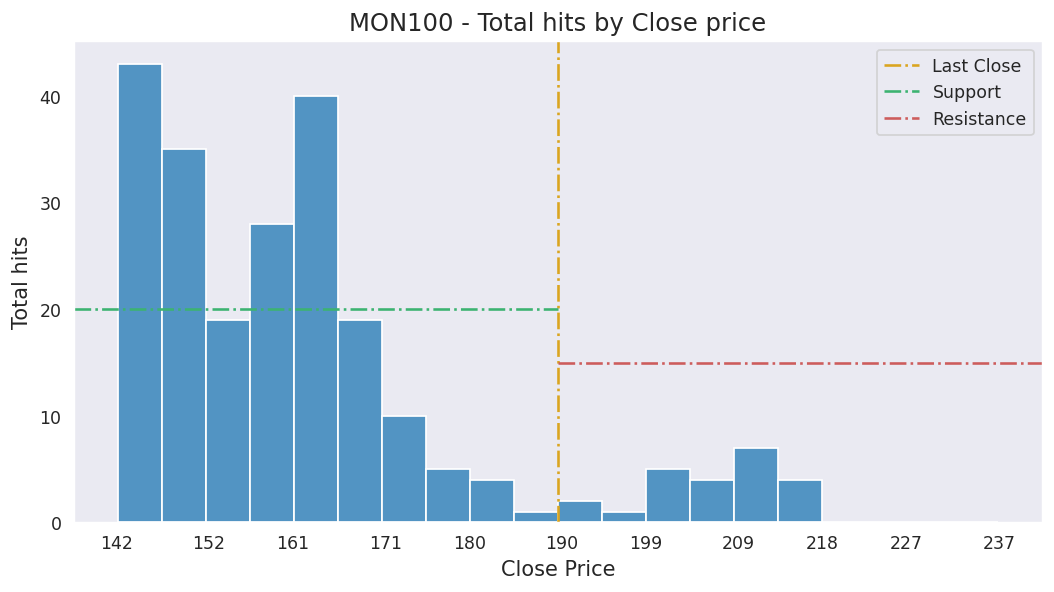 MON100 - Total hits by Close price
Last Close
Support
Resistance
Total hits
40
30
20
10
0
142 152 161 171 180 190 199 209 218 227 237
Close Price